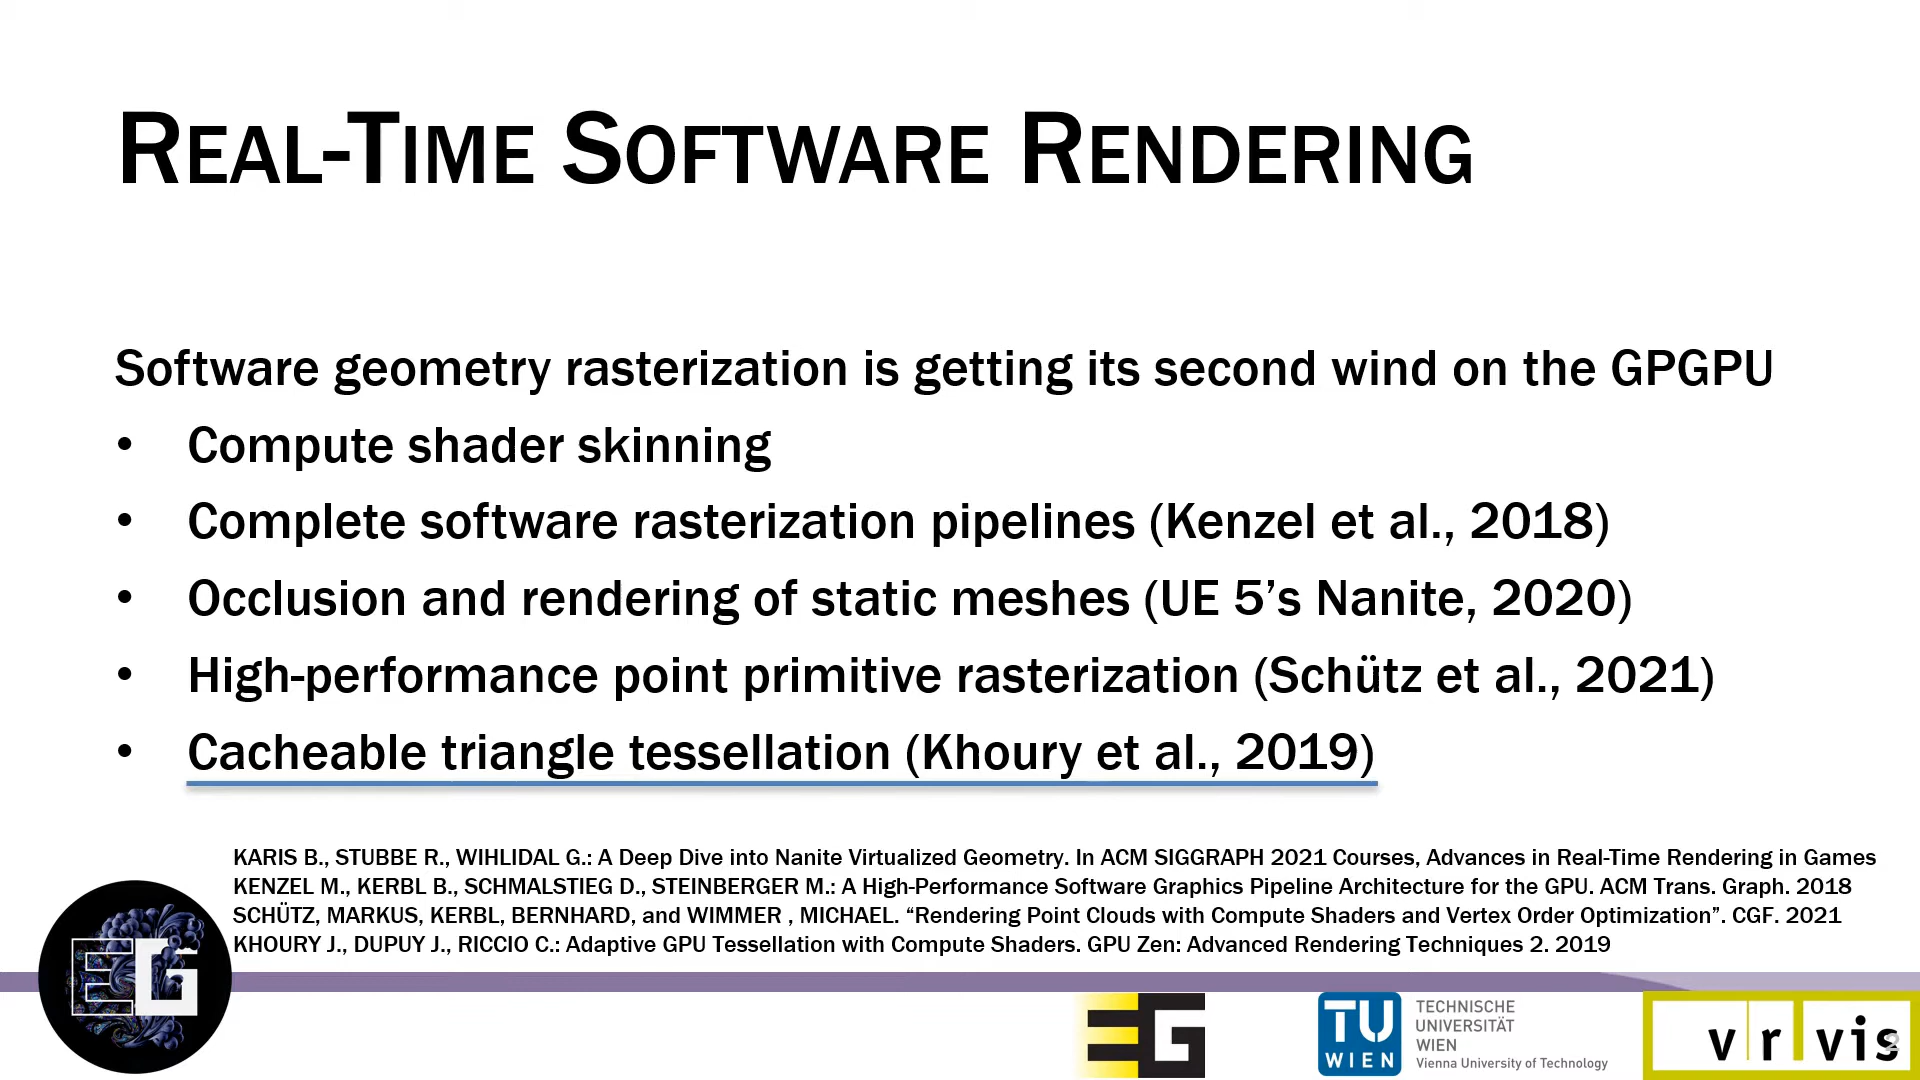 REAL-TIME SOFTWARE RENDERING
Software geometry rasterization is getting its second wind on the GPGPU
• Compute shader skinning
• Complete software rasterization pipelines (Kenzel et al., 2018)
• Occlusion and rendering of static meshes (UE 5’s Nanite, 2020)
• High-performance point primitive rasterization (Schütz et al., 2021)
• Cacheable triangle tessellation (Khoury et al., 2019)
KARIS B., STUBBE R., WIHLIDAL G.: A Deep Dive into Nanite Virtualized Geometry. In ACM SIGGRAPH 2021 Courses, Advances in Real-Time Rendering in Games
KENZEL M., KERBL B., SCHMALSTIEG D., STEINBERGER M.: A High-Performance Software Graphics Pipeline Architecture for the GPU. ACM Trans. Graph. 2018
SCHÜTZ, MARKUS, KERBL, BERNHARD, and WIMMER , MICHAEL. “Rendering Point Clouds with Compute Shaders and Vertex Order Optimization”. CGF. 2021
KHOURY J., DUPUY J., RICCIO C.: Adaptive GPU Tessellation with Compute Shaders. GPU Zen: Advanced Rendering Techniques 2. 2019
EG
EG
TU
WIEN
TECHNISCHE
UNIVERSITÄT
WIEN
Vienna University of Technology
vrvis
2